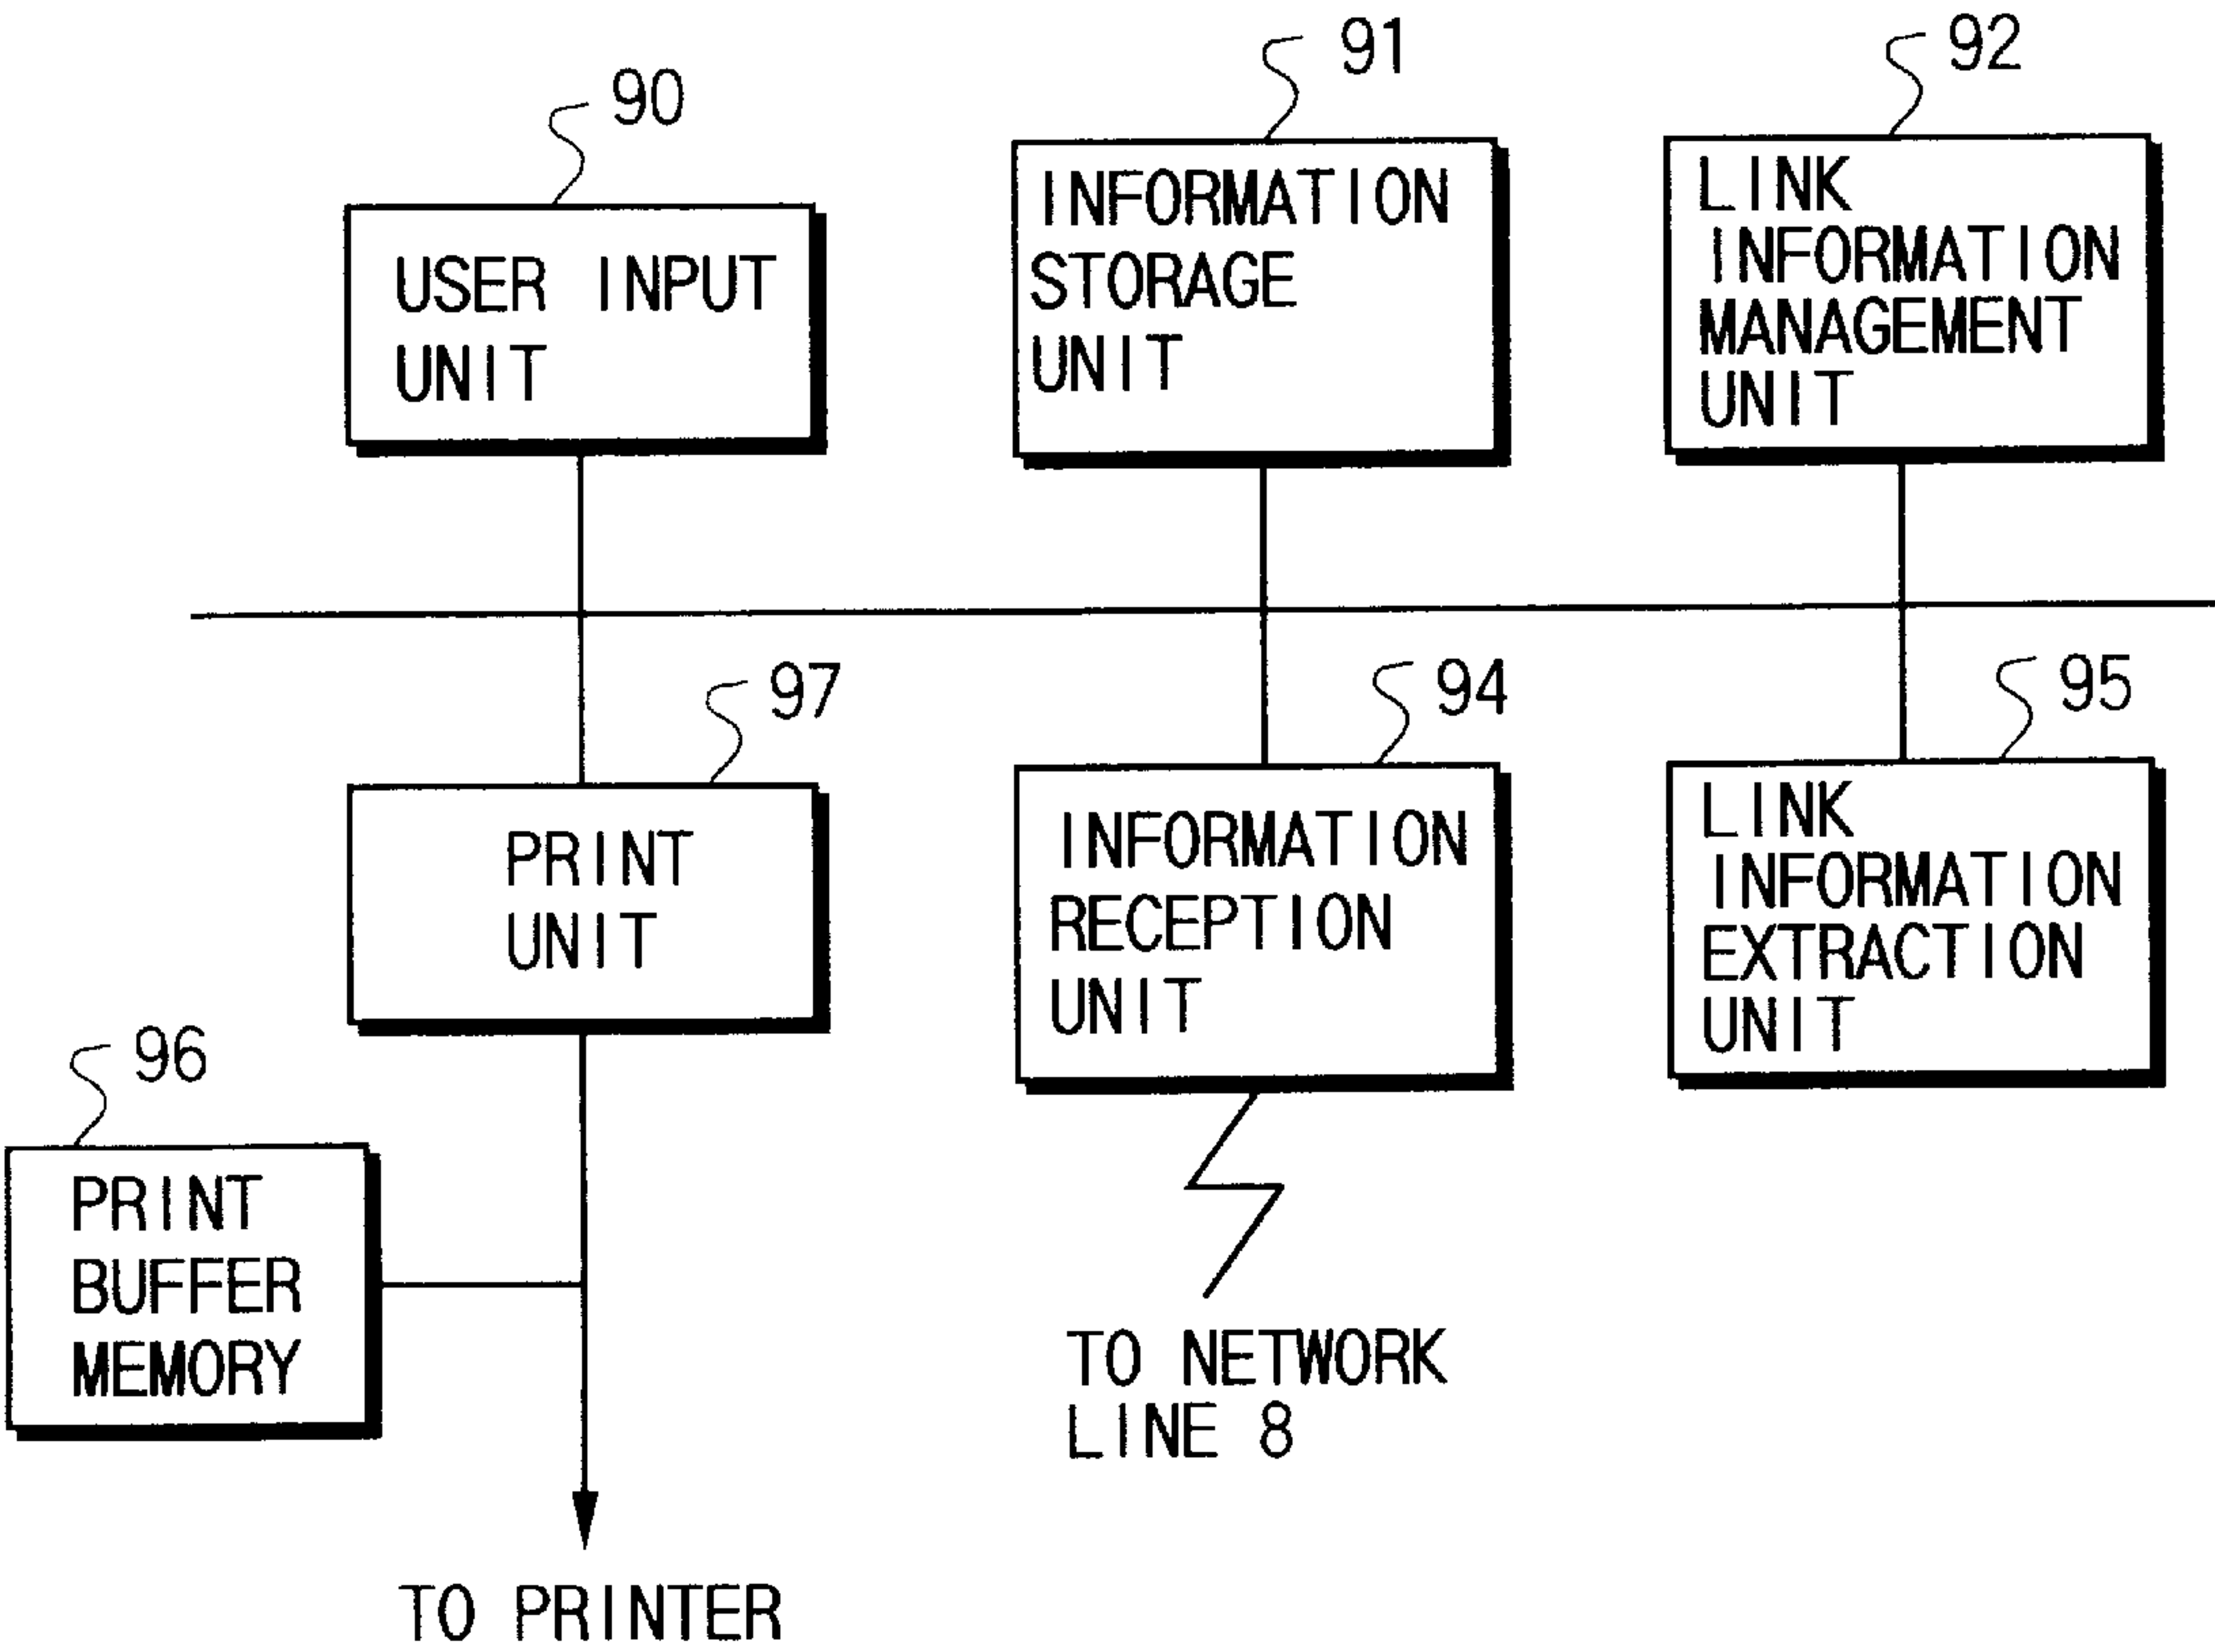 90
USER INPUT
UNIT
91
INFORMATION
STORAGE
UNIT
92
LINK
INFORMATION
MANAGEMENT
UNIT
97
PRINT
UNIT
94
INFORMATION
RECEPTION
UNIT
95
LINK
INFORMATION
EXTRACTION
UNIT
96
PRINT
BUFFER
MEMORY
TO NETWORK
LINE 8
TO PRINTER